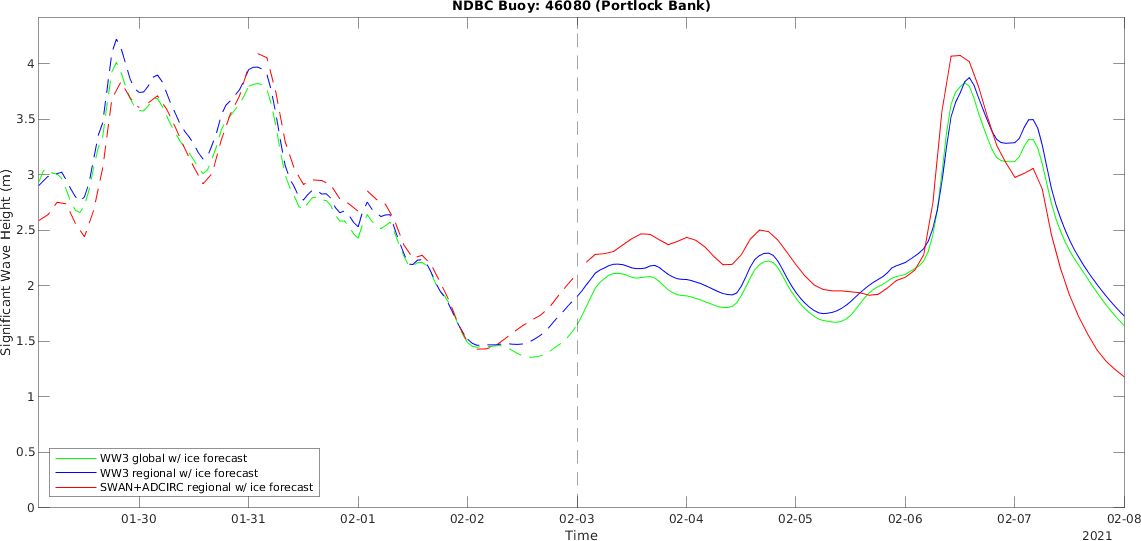 NDBC Buoy: 46080 (Portlock Bank)
4
3.5
3
2.5
2
1.5
1
0.5
0
Significant Wave Height (m)
WW3 global w/ ice forecast
WW3 regional w/ ice forecast
SWAN+ADCIRC regional w/ ice forecast
01-30 01-31 02-01 02-02 02-03 02-04 02-05 02-06 02-07 02-08
Time
2021